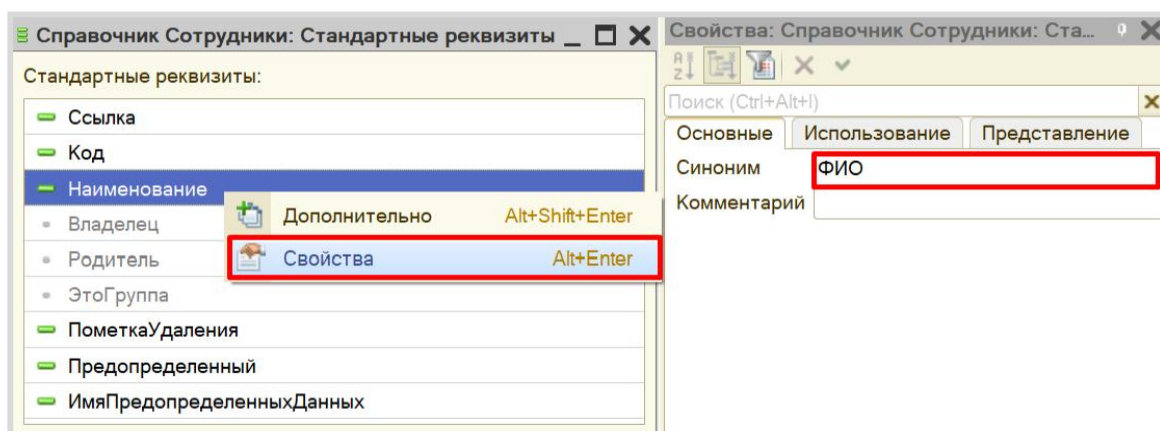 Справочник Сотрудники: Стандартные реквизиты
Стандартные реквизиты:
Ссылка
Код
Наименование
Владелец
Родитель
ЭтоГруппа
ПометкаУдаления
Предопределенный
ИмяПредопределенныхДанных
Дополнительно Alt+Shift+Enter
Свойства Alt+Enter
Свойства: Справочник Сотрудники: Ста...
Поиск (Ctrl+Alt+I)
Основные Использование Представление
Синоним ФИО
Комментарий